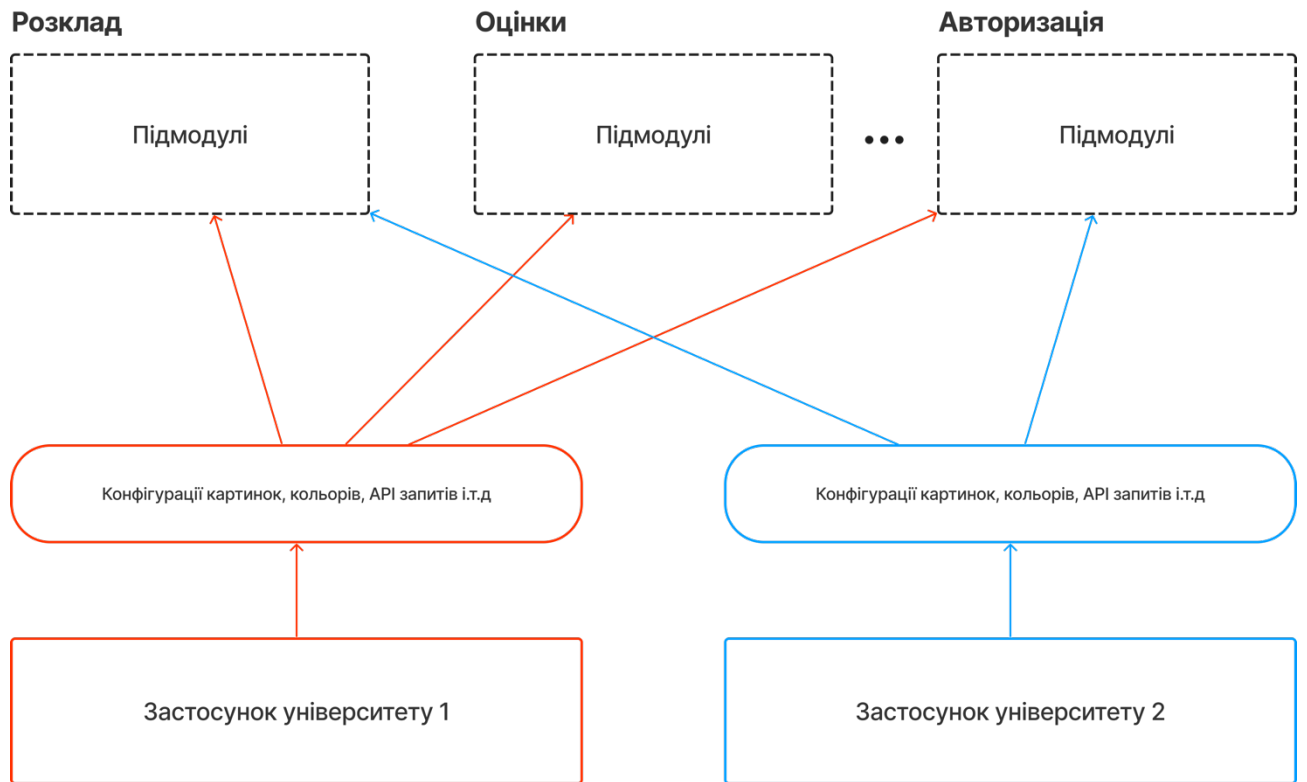 Розклад
Оцінки
Авторизація
Підмодулі
Підмодулі
•••
Підмодулі
Конфігурації картинок, кольорів, API запитів і.т.д
Конфігурації картинок, кольорів, API запитів і.т.д
Застосунок університету 1
Застосунок університету 2